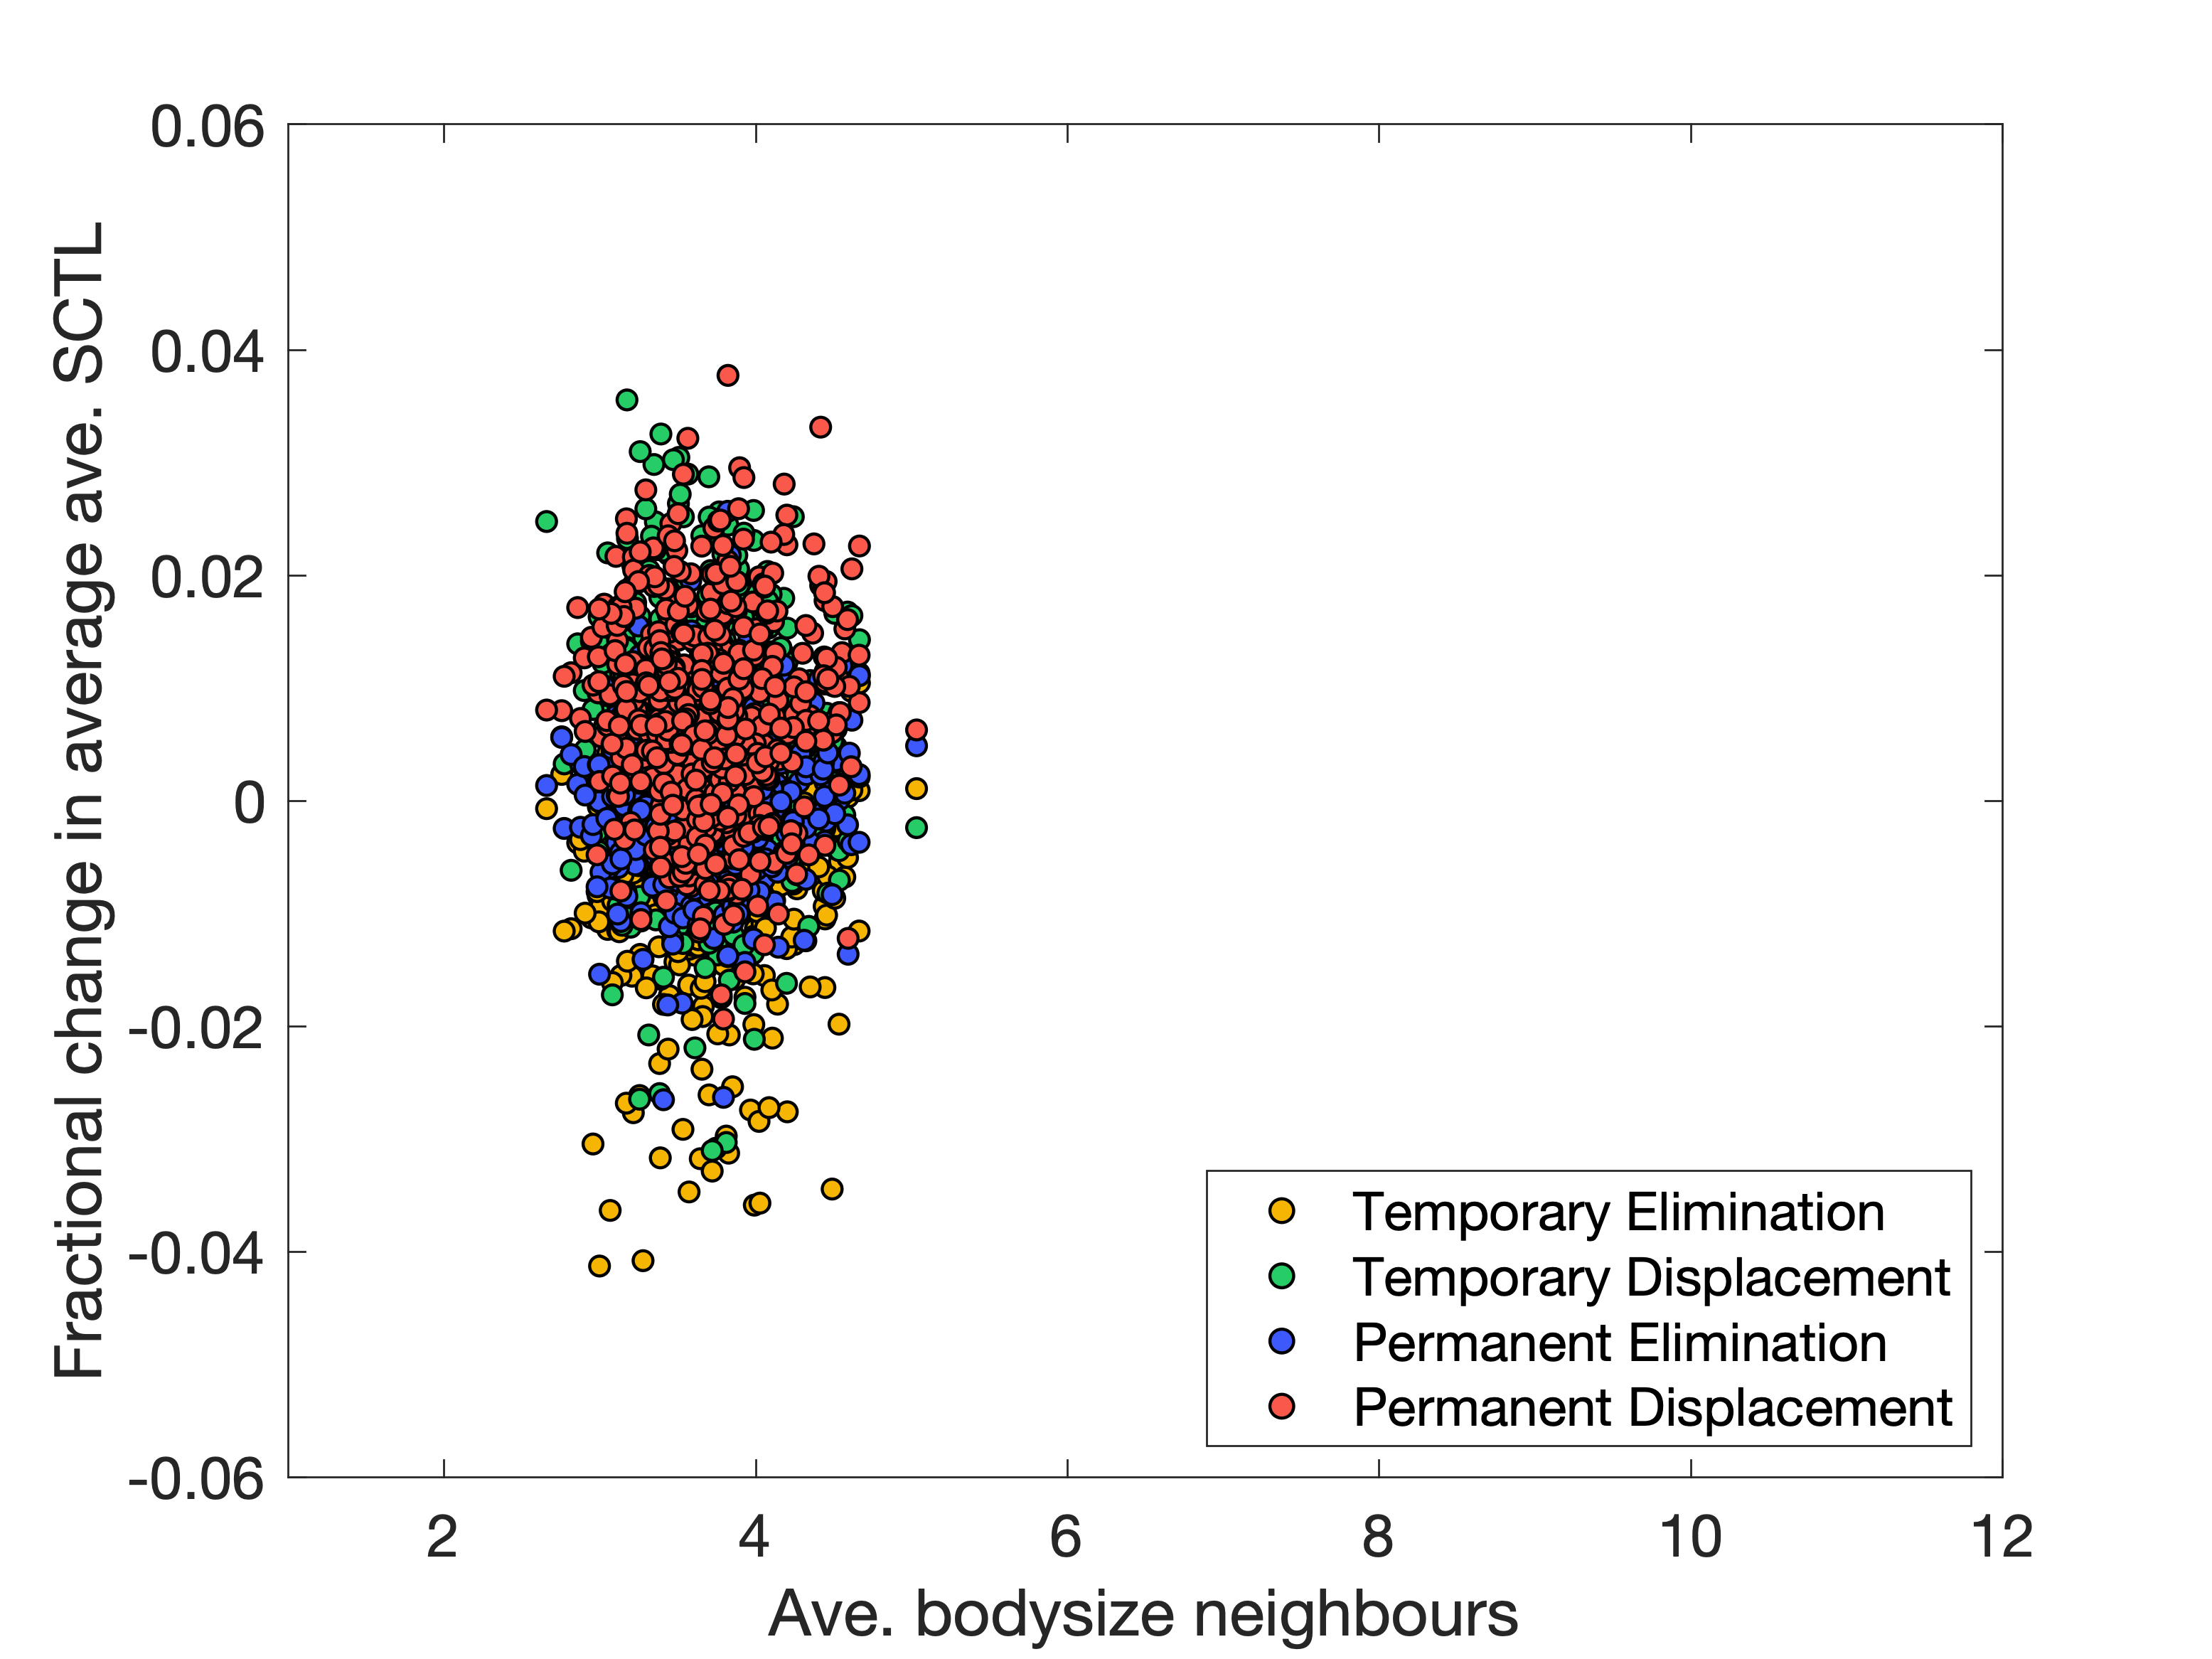 Fractional change in average ave. SCTL
0.06
0.04
0.02
0
-0.02
-0.04
-0.06
2
4
6
8
10
12
Ave. bodysize neighbours
Temporary Elimination
Temporary Displacement
Permanent Elimination
Permanent Displacement